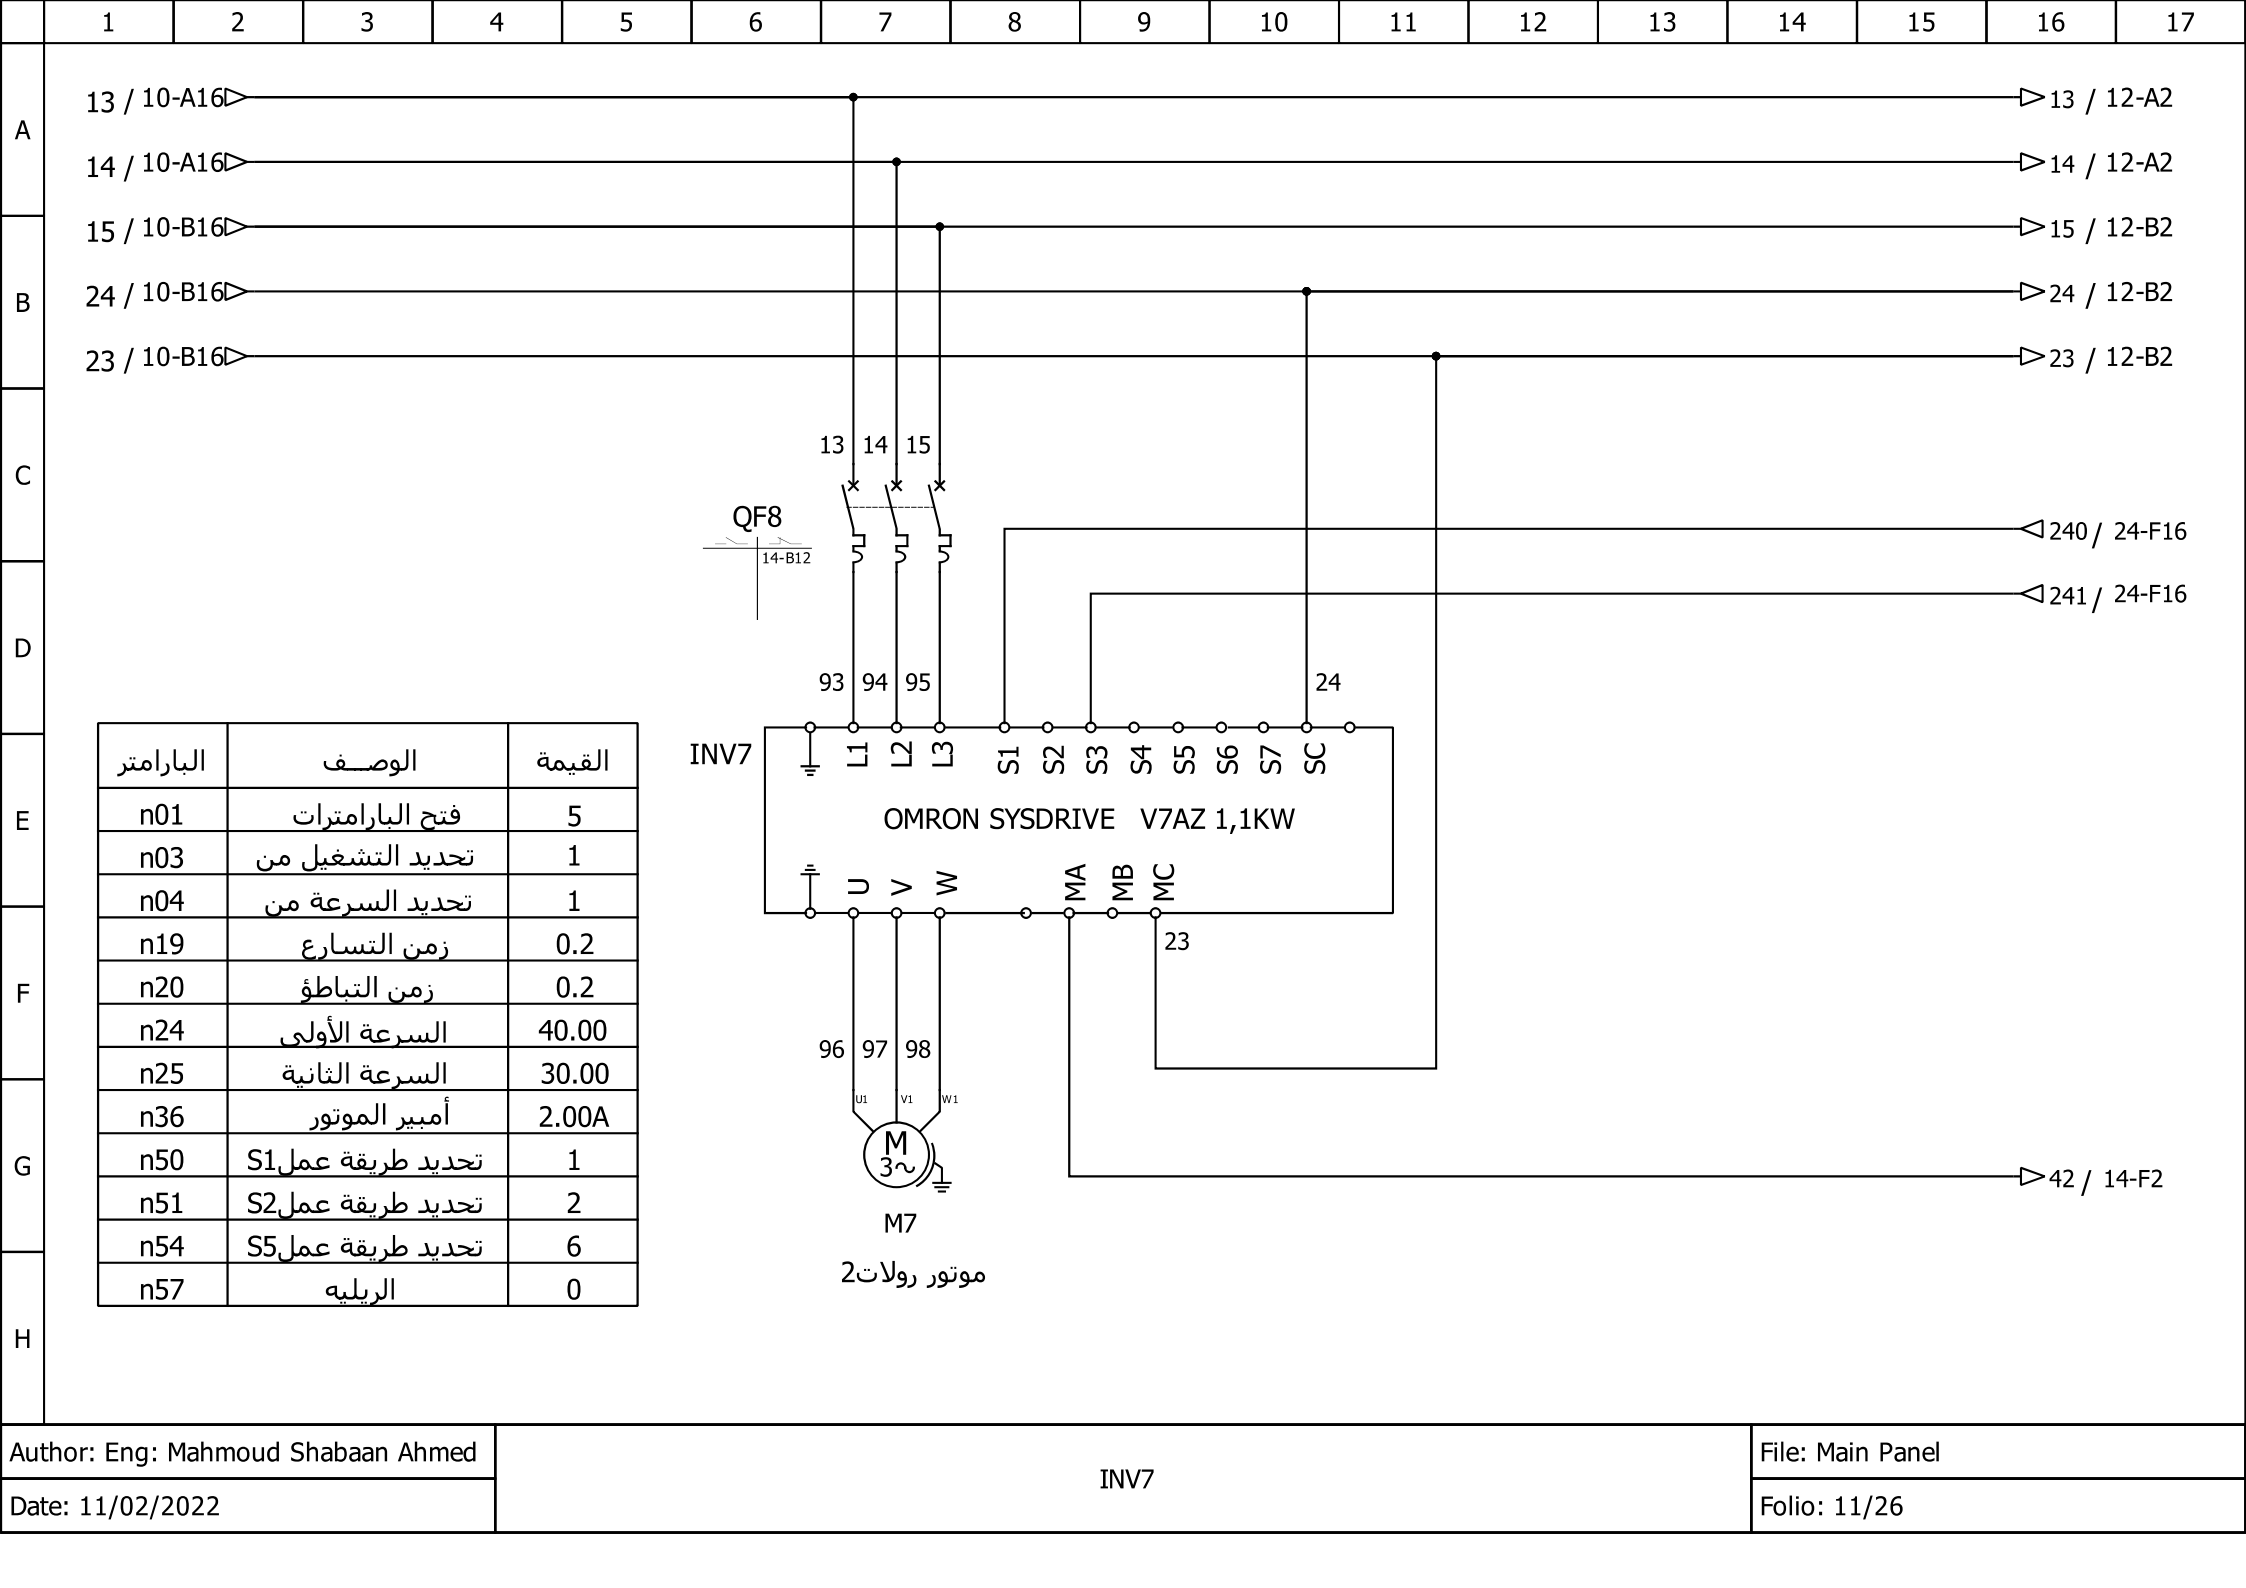 1 2 3 4 5 6 7 8 9 10 11 12 13 14 15 16 17
A
B
C
D
E
F
G
H
13 / 10-A16
13 / 12-A2
14 / 10-A16
14 / 12-A2
15 / 10-B16
15 / 12-B2
24 / 10-B16
24 / 12-B2
23 / 10-B16
23 / 12-B2
13 14 15
QF8
14-B12
240 / 24-F16
241 / 24-F16
93 94 95
24
INV7
L1 L2 L3 S1 S2 S3 S4 S5 S6 S7 SC
OMRON SYSDRIVE V7AZ 1,1KW
U V W MA MB MC
23
96 97 98
U1 V1 W1
M
3~
M7
موتور رولات2
42 / 14-F2
البارامتر الوصــف القيمة
n01 فتح البارامترات 5
n03 تحديد التشغيل من 1
n04 تحديد السرعة من 1
n19 زمن التسارع 0.2
n20 زمن التباطؤ 0.2
n24 السرعة الأولى 40.00
n25 السرعة الثانية 30.00
n36 أمبير الموتور 2.00A
n50 تحديد طريقة عملS1 1
n51 تحديد طريقة عملS2 2
n54 تحديد طريقة عملS5 6
n57 الريليه 0
Author: Eng: Mahmoud Shabaan Ahmed
Date: 11/02/2022
INV7
File: Main Panel
Folio: 11/26